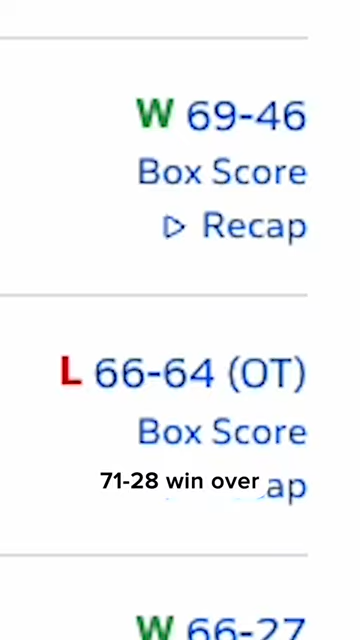 W 69-46
Box Score
Recap
L 66-64 (OT)
Box Score
71-28 win over
ap
W 66-27